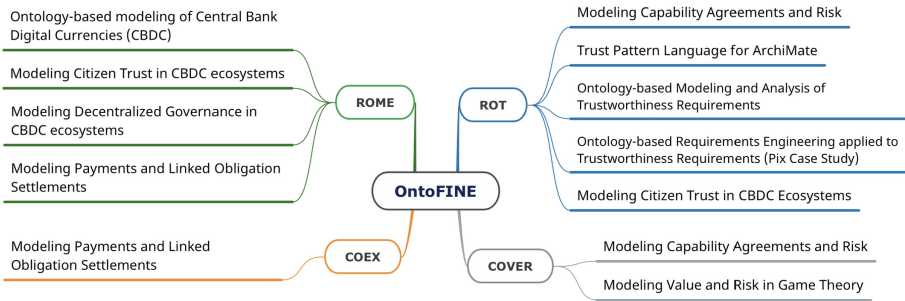 Ontology-based modeling of Central Bank
Digital Currencies (CBDC)
Modeling Citizen Trust in CBDC ecosystems
Modeling Decentralized Governance in
CBDC ecosystems
Modeling Payments and Linked Obligation
Settlements
ROME
Modeling Capability Agreements and Risk
Trust Pattern Language for ArchiMate
Ontology-based Modeling and Analysis of
Trustworthiness Requirements
Ontology-based Requirements Engineering applied to
Trustworthiness Requirements (Pix Case Study)
Modeling Citizen Trust in CBDC Ecosystems
ROT
OntoFINE
Modeling Payments and Linked
Obligation Settlements
COEX
COVER
Modeling Capability Agreements and Risk
Modeling Value and Risk in Game Theory